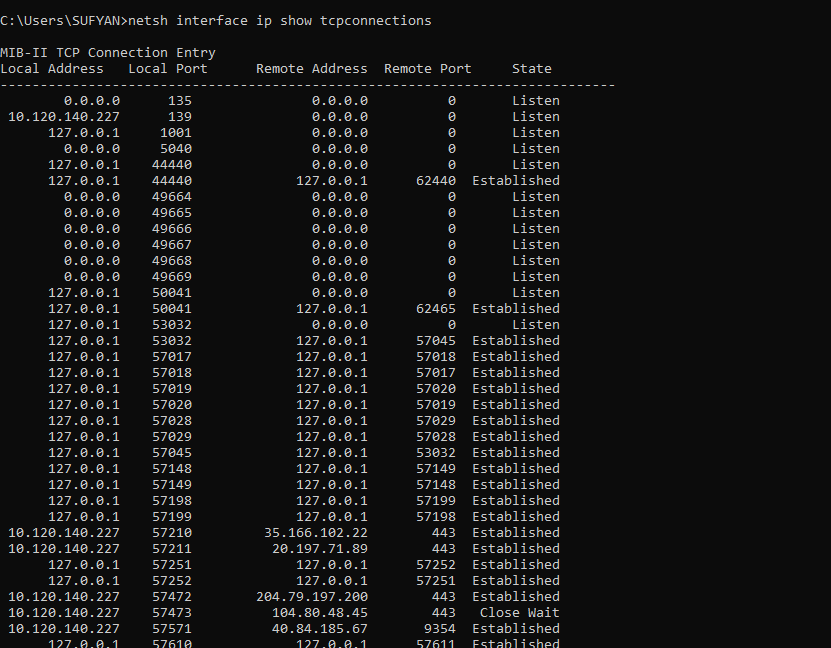 C:\Users\SUFYAN>netsh interface ip show tcpconnections
MIB-II TCP Connection Entry
Local Address   Local Port      Remote Address  Remote Port     State
-----------------------------------------------------------------------------
0.0.0.0      135               0.0.0.0          0       Listen
10.120.140.227      139               0.0.0.0          0       Listen
127.0.0.1     1001               0.0.0.0          0       Listen
0.0.0.0     5040               0.0.0.0          0       Listen
127.0.0.1    44440               0.0.0.0          0       Listen
127.0.0.1    44440             127.0.0.1      62440  Established
0.0.0.0    49664               0.0.0.0          0       Listen
0.0.0.0    49665               0.0.0.0          0       Listen
0.0.0.0    49666               0.0.0.0          0       Listen
0.0.0.0    49667               0.0.0.0          0       Listen
0.0.0.0    49668               0.0.0.0          0       Listen
0.0.0.0    49669               0.0.0.0          0       Listen
127.0.0.1    50041               0.0.0.0          0       Listen
127.0.0.1    50041             127.0.0.1      62465  Established
127.0.0.1    53032               0.0.0.0          0       Listen
127.0.0.1    53032             127.0.0.1      57045  Established
127.0.0.1    57017             127.0.0.1      57018  Established
127.0.0.1    57018             127.0.0.1      57017  Established
127.0.0.1    57019             127.0.0.1      57020  Established
127.0.0.1    57020             127.0.0.1      57019  Established
127.0.0.1    57028             127.0.0.1      57029  Established
127.0.0.1    57029             127.0.0.1      57028  Established
127.0.0.1    57045             127.0.0.1      53032  Established
127.0.0.1    57148             127.0.0.1      57149  Established
127.0.0.1    57149             127.0.0.1      57148  Established
127.0.0.1    57198             127.0.0.1      57199  Established
127.0.0.1    57199             127.0.0.1      57198  Established
10.120.140.227    57210         35.166.102.22        443  Established
10.120.140.227    57211         20.197.71.89        443  Established
127.0.0.1    57251             127.0.0.1      57252  Established
127.0.0.1    57252             127.0.0.1      57251  Established
10.120.140.227    57472        204.79.197.200        443  Established
10.120.140.227    57473         104.80.48.45        443   Close Wait
10.120.140.227    57571         40.84.185.67       9354  Established
127.0.0.1    57610             127.0.0.1      57611  Established